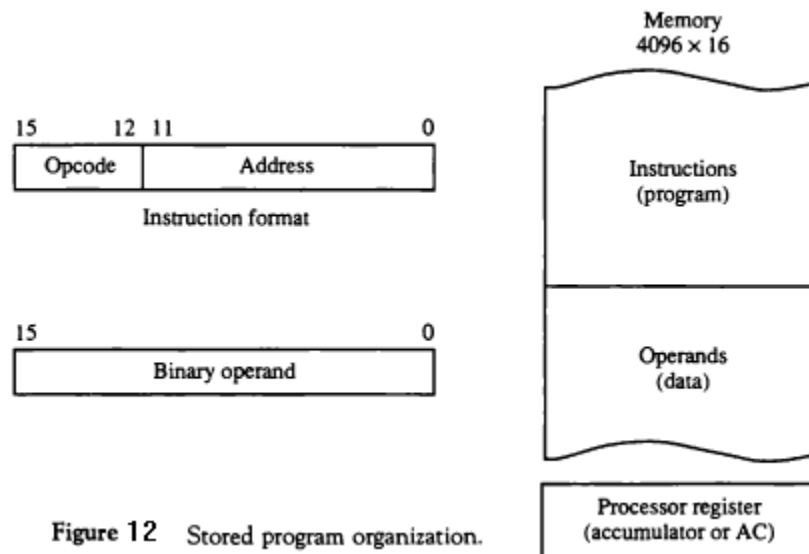 Memory
4096 × 16
15 12 11 0
Opcode Address
Instruction format
Instructions
(program)
15 0
Binary operand
Operands
(data)
Processor register
(accumulator or AC)
Figure 12 Stored program organization.